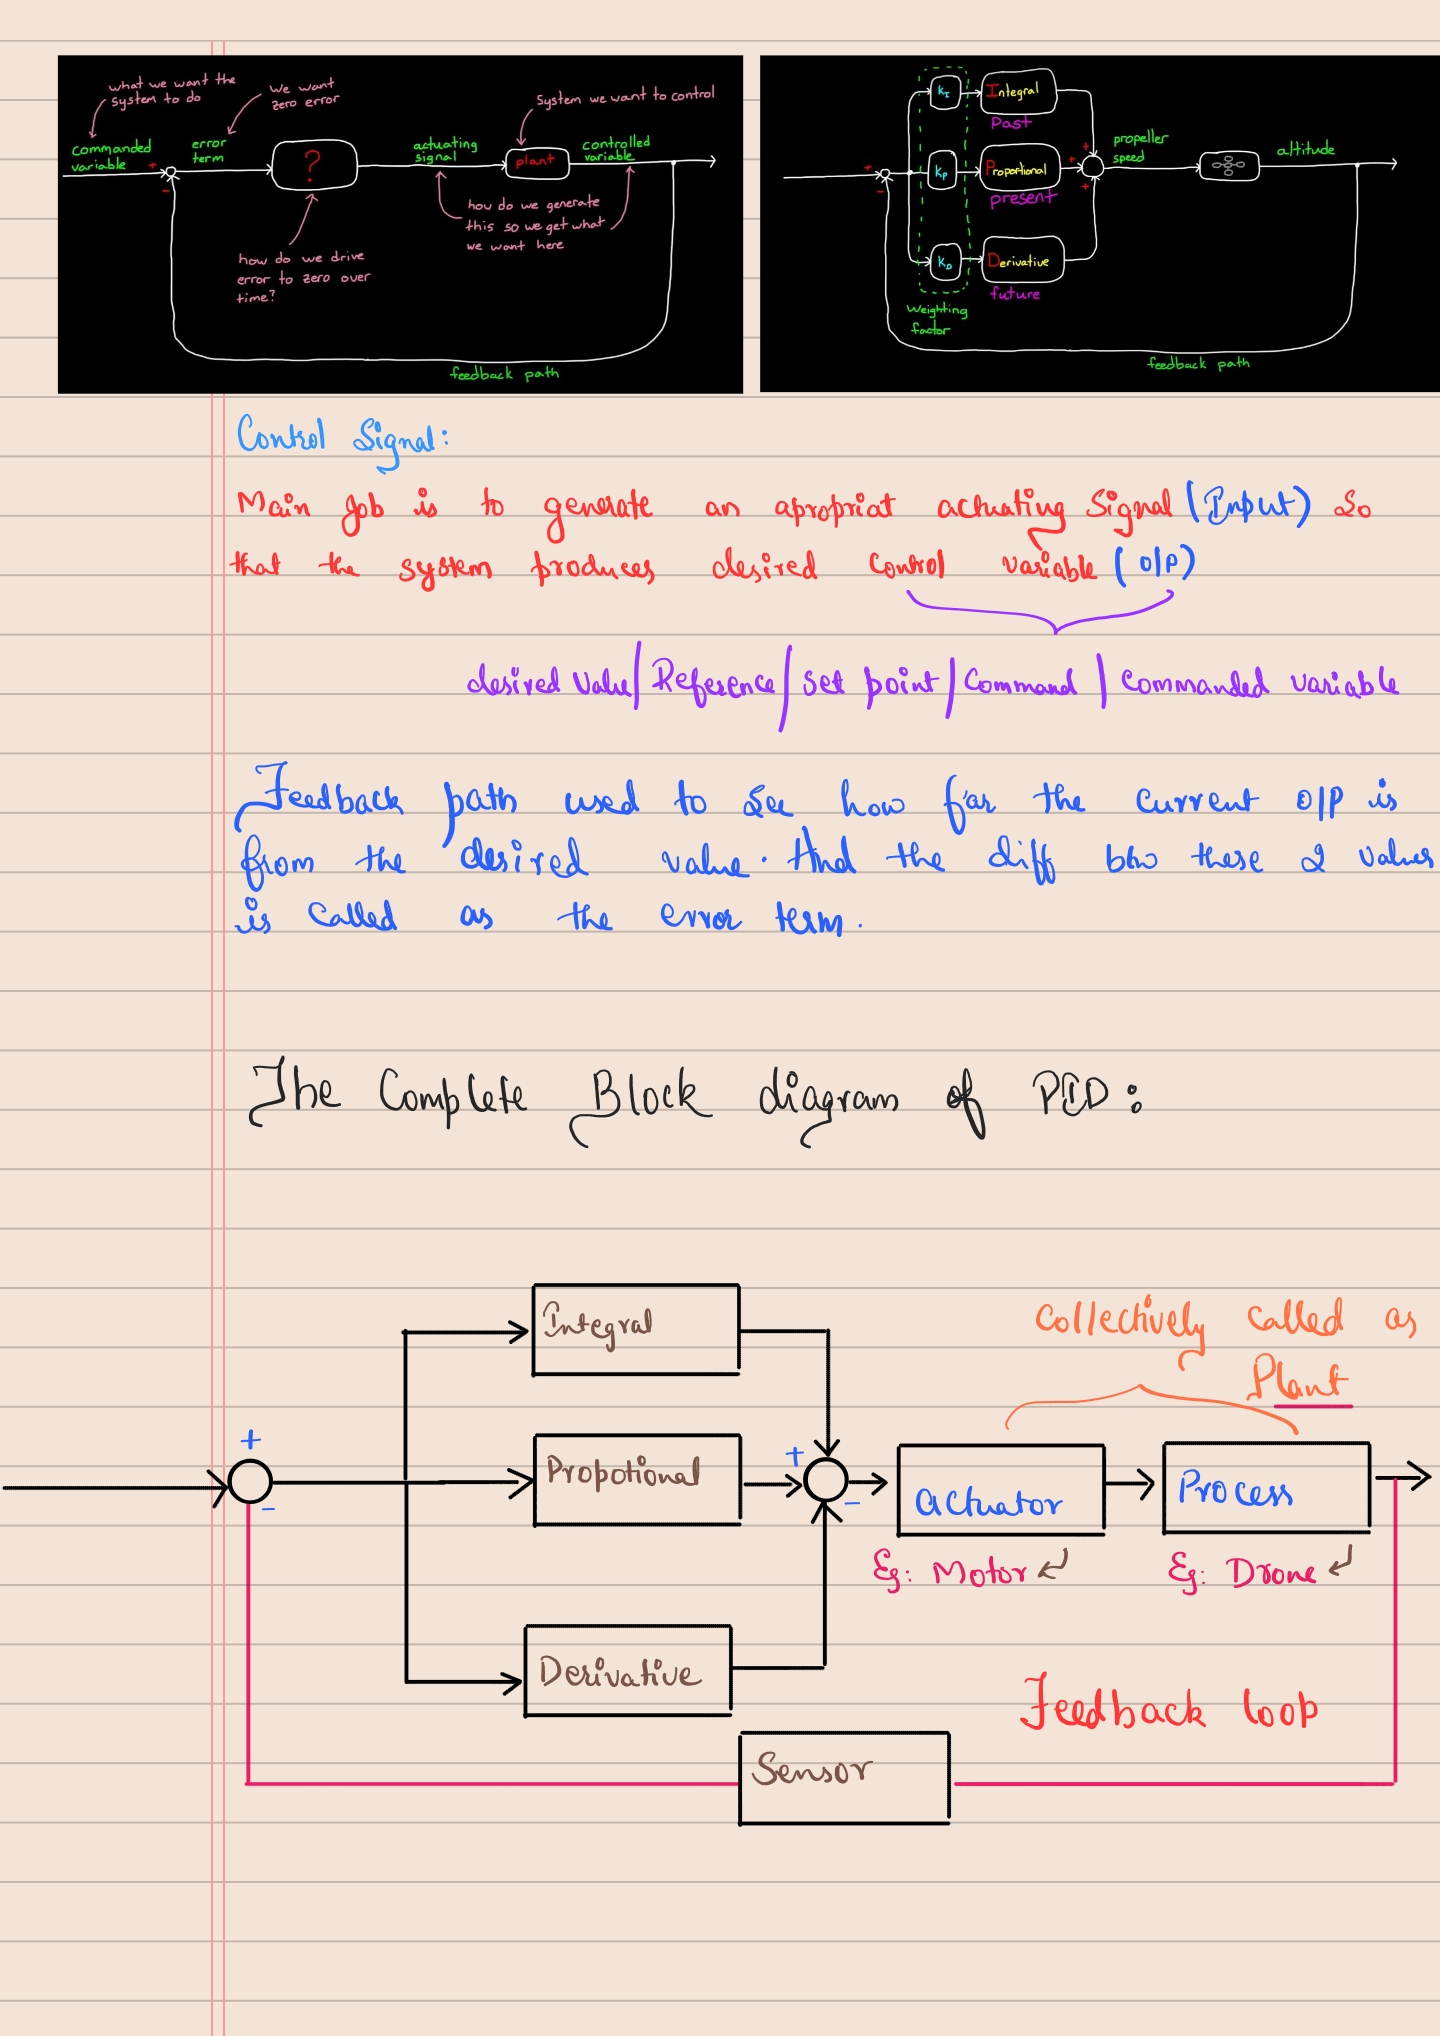 what we want the
system to do
we want
zero error
System we want to control
commanded
variable
error
term
actuating
signal
controlled
variable
+
-
?
plant
how do we generate
this so we get what
we want here
how do we drive
error to zero over
time?
feedback path
KI
Integral
Past
propeller
speed
altitude
+
-
KP
Proportional
present
+
+
+
KD
Derivative
future
Weighting
factor
feedback path
Control Signal:
Main job is to generate an apropriat actuating Signal (Input) so
that the system produces desired control variable (O/P)
desired value/Reference/set point/Command/Commanded variable
Feedback path used to see how far the current O/P is
from the desired value. And the diff btw these 2 values
is called as the error term.
The Complete Block diagram of PID:
Integral
Collectively called as
Plant
+
-
Propotional
+
-
Actuator
Process
Eg: Motor
Eg: Drone
Derivative
Feedback loop
Sensor